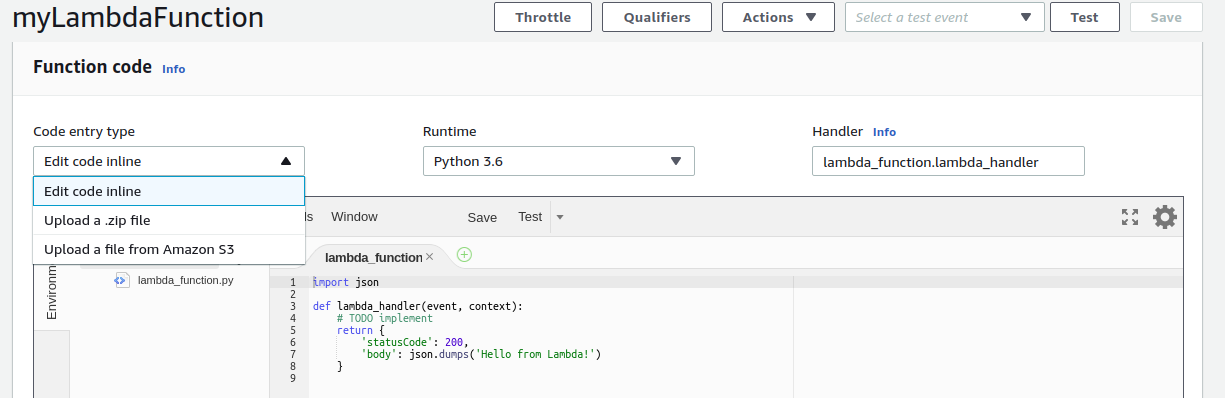 myLambdaFunction
Throttle Qualifiers Actions Select a test event Test Save
Function code Info
Code entry type Runtime Handler Info
Edit code inline Python 3.6 lambda_function.lambda_handler
Edit code inline
Upload a .zip file
Upload a file from Amazon S3
Window Save Test
lambda_function
lambda_function.py
1 import json
2
3 def lambda_handler(event, context):
4 # TODO implement
5 return {
6 'statusCode': 200,
7 'body': json.dumps('Hello from Lambda!')
8 }
9